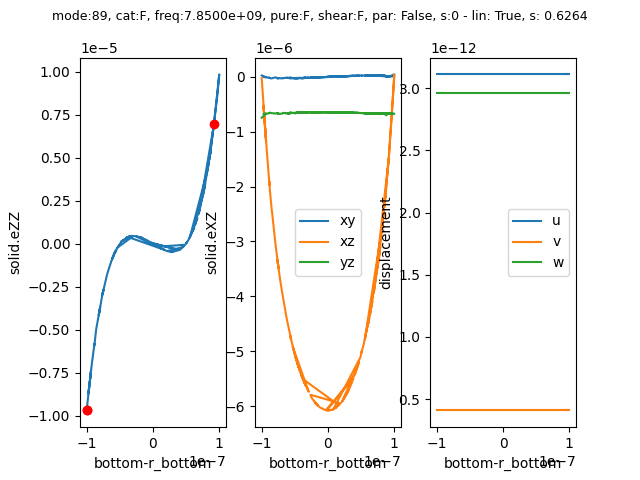 mode:89, cat:F, freq:7.8500e+09, pure:F, shear:F, par: False, s:0 - lin: True, s: 0.6264
1e−5
1.00
0.75
0.50
0.25
0.00
−0.25
−0.50
−0.75
−1.00
solid.eZZ
−1
0
1
1e−7
bottom-r_bottom
1e−6
0
−1
−2
−3
−4
−5
−6
solid.eXZ
xy
xz
yz
−1
0
1
1e−7
bottom-r_bottom
1e−12
3.0
2.5
2.0
1.5
1.0
0.5
displacement
u
v
w
−1
0
1
1e−7
bottom-r_bottom